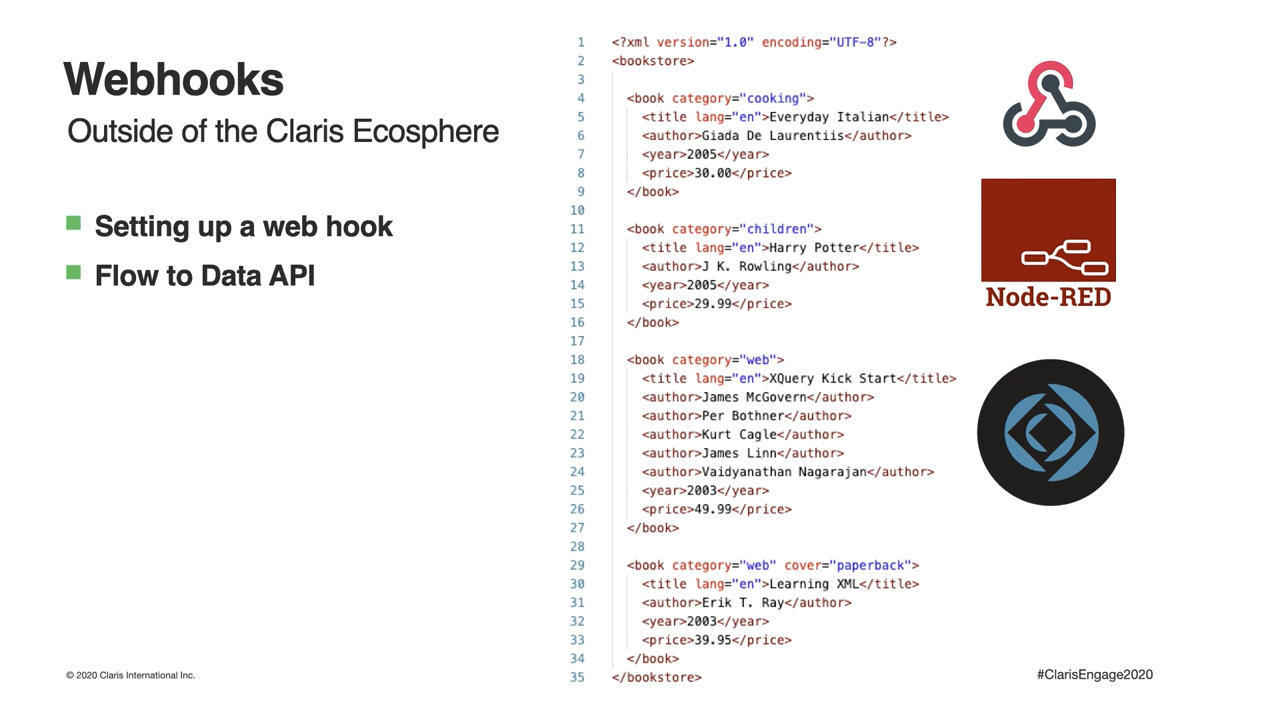 Webhooks
Outside of the Claris Ecosphere
Setting up a web hook
Flow to Data API
1 <?xml version="1.0" encoding="UTF-8"?>
2 <bookstore>
3
4 <book category="cooking">
5 <title lang="en">Everyday Italian</title>
6 <author>Giada De Laurentiis</author>
7 <year>2005</year>
8 <price>30.00</price>
9 </book>
10
11 <book category="children">
12 <title lang="en">Harry Potter</title>
13 <author>J K. Rowling</author>
14 <year>2005</year>
15 <price>29.99</price>
16 </book>
17
18 <book category="web">
19 <title lang="en">XQuery Kick Start</title>
20 <author>James McGovern</author>
21 <author>Per Bothner</author>
22 <author>Kurt Cagle</author>
23 <author>James Linn</author>
24 <author>Vaidyanathan Nagarajan</author>
25 <year>2003</year>
26 <price>49.99</price>
27 </book>
28
29 <book category="web" cover="paperback">
30 <title lang="en">Learning XML</title>
31 <author>Erik T. Ray</author>
32 <year>2003</year>
33 <price>39.95</price>
34 </book>
35 </bookstore>
Node-RED
© 2020 Claris International Inc.
#ClarisEngage2020